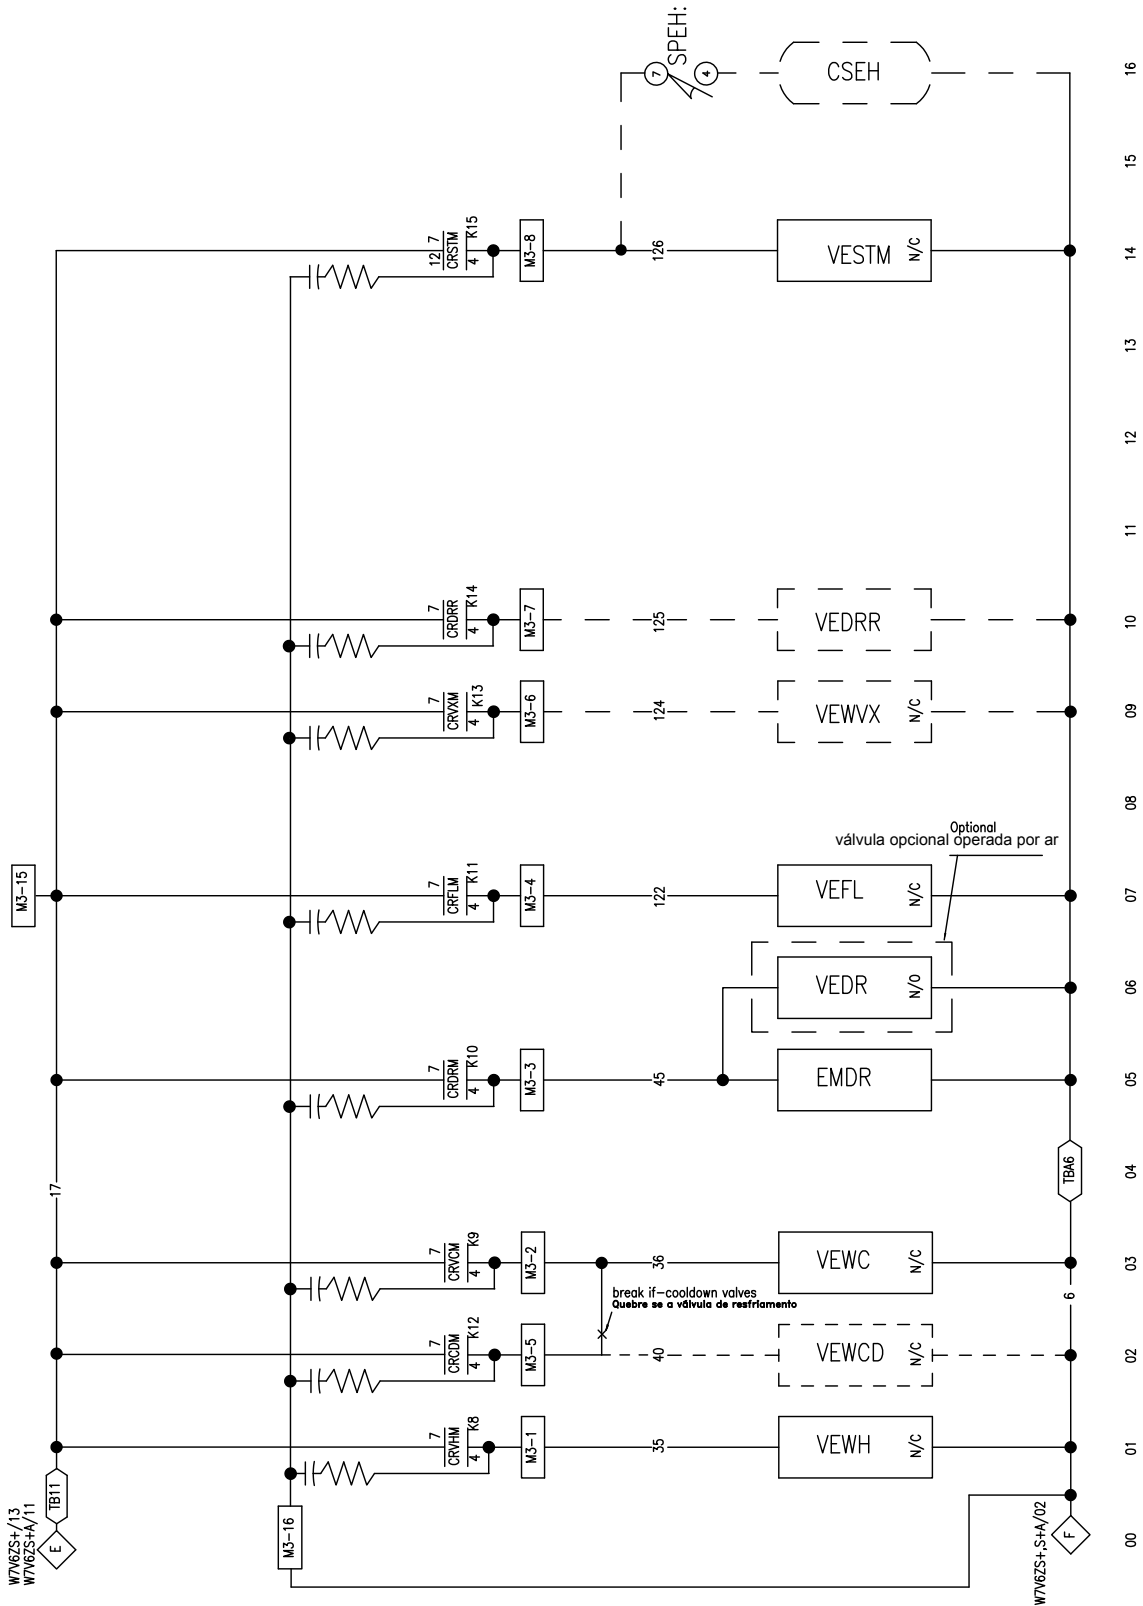 W7V6ZS+/13
W7V6ZS+A/11
E
TB11
17
M3-15
M3-16
7
CRVHM
4
K8
M3-1
35
VEWH
N/C
7
CRCDM
4
K12
M3-5
40
VEWCD
N/C
break if-cooldown valves
Quebre se a válvula de resfriamento
7
CRVCM
4
K9
M3-2
36
VEWC
N/C
7
CRDRM
4
K10
M3-3
45
EMDR
VEDR
N/O
Optional
válvula opcional operada por ar
7
CRFLM
4
K11
M3-4
122
VEFL
N/C
7
CRVXM
4
K13
M3-6
124
VEWVX
N/C
7
CRDRR
4
K14
M3-7
125
VEDRR
12 7
CRSTM
4
K15
M3-8
126
VESTM
N/C
7
SPEH:
4
CSEH
W7V6ZS+,S+A/02
F
6
TBA6
00
01
02
03
04
05
06
07
08
09
10
11
12
13
14
15
16